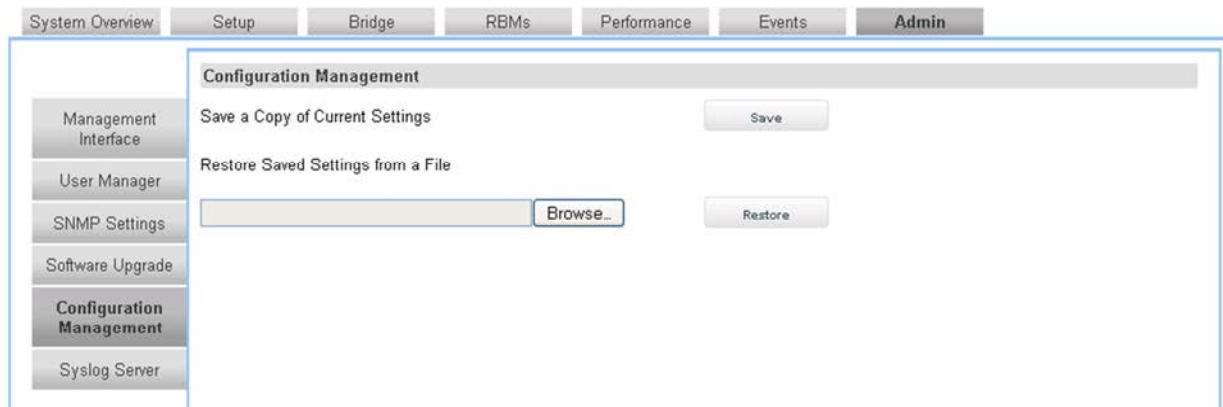 System Overview
Setup
Bridge
RBMs
Performance
Events
Admin
Management
Interface
User Manager
SNMP Settings
Software Upgrade
Configuration
Management
Syslog Server
Configuration Management
Save a Copy of Current Settings
Save
Restore Saved Settings from a File
Browse...
Restore